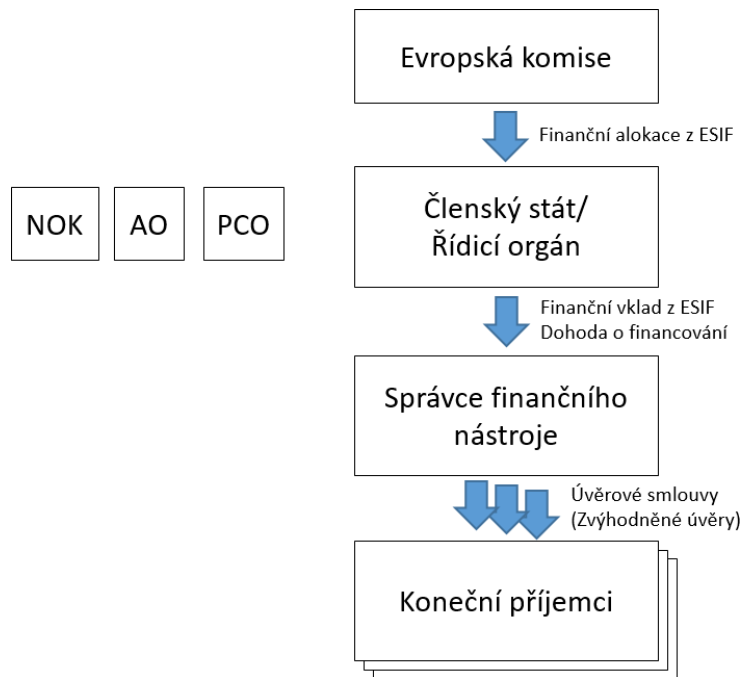 Evropská komise
Finanční alokace z ESIF
NOK
AO
PCO
Členský stát/
Řídicí orgán
Finanční vklad z ESIF
Dohoda o financování
Správce finančního
nástroje
Úvěrové smlouvy
(Zvýhodněné úvěry)
Koneční příjemci